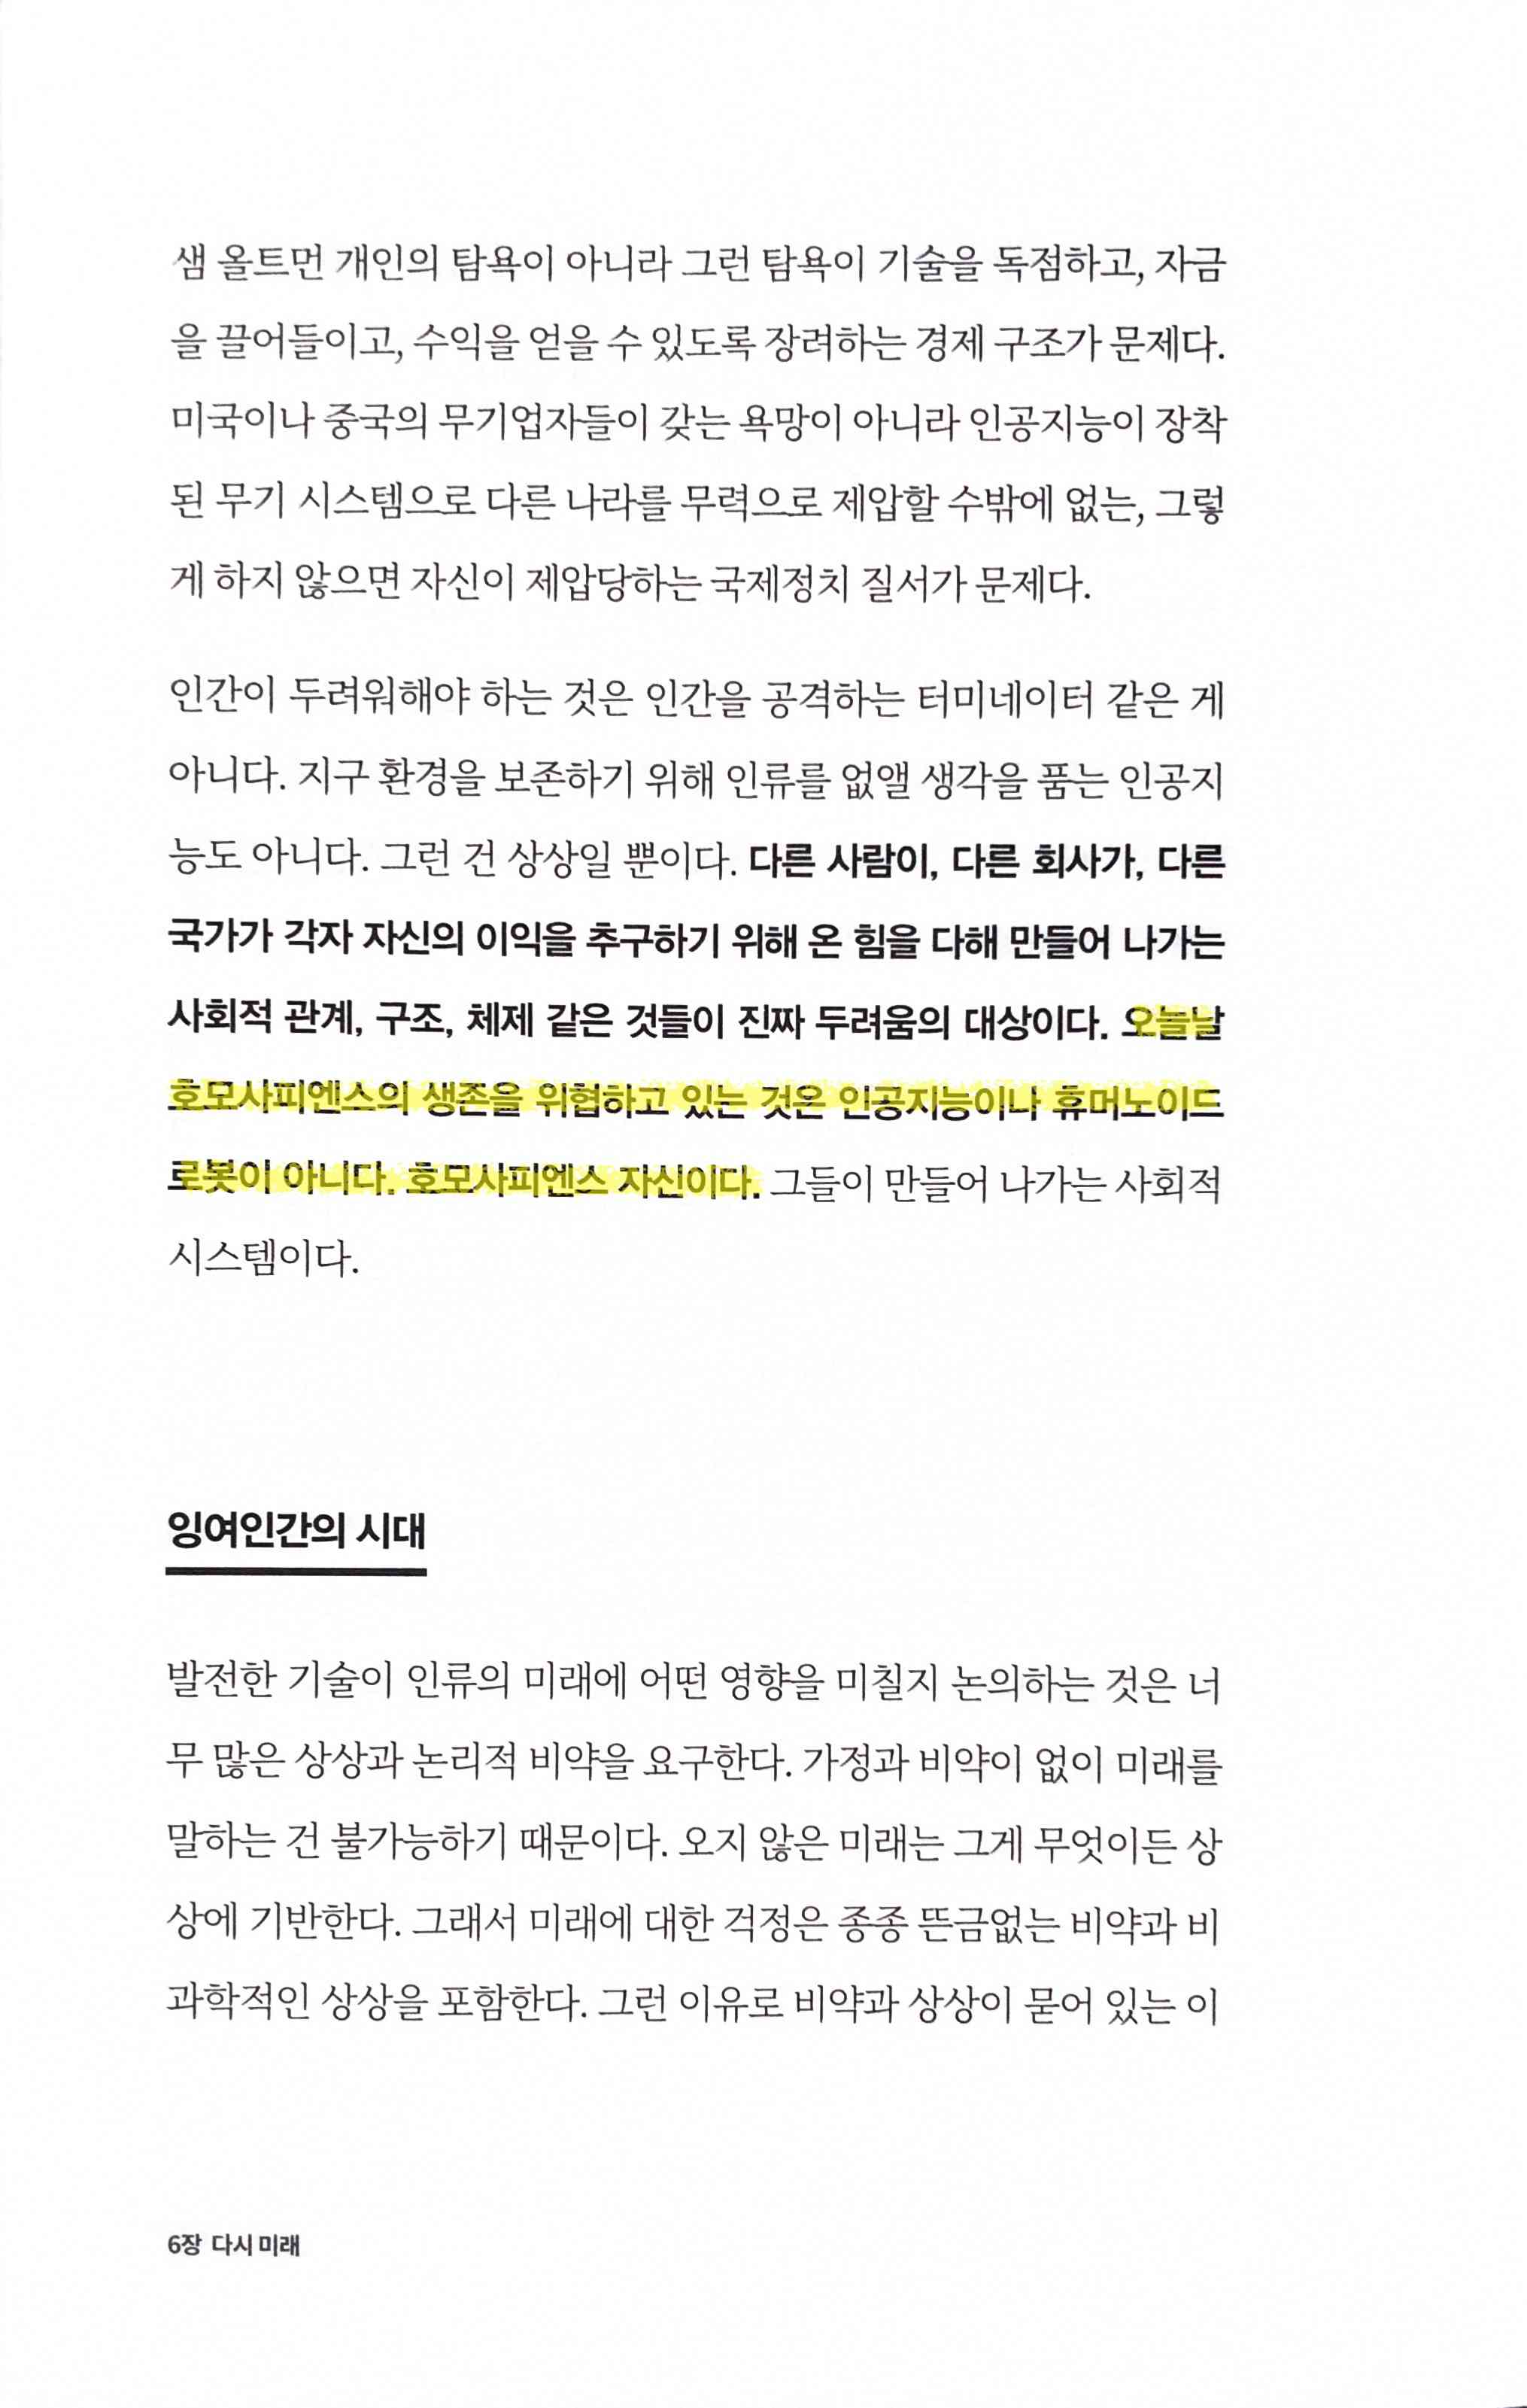 샘 올트먼 개인의 탐욕이 아니라 그런 탐욕이 기술을 독점하고, 자금
을 끌어들이고, 수익을 얻을 수 있도록 장려하는 경제 구조가 문제다.
미국이나 중국의 무기업자들이 갖는 욕망이 아니라 인공지능이 장착
된 무기 시스템으로 다른 나라를 무력으로 제압할 수밖에 없는, 그렇
게 하지 않으면 자신이 제압당하는 국제정치 질서가 문제다.
인간이 두려워해야 하는 것은 인간을 공격하는 터미네이터 같은 게
아니다. 지구 환경을 보존하기 위해 인류를 없앨 생각을 품는 인공지
능도 아니다. 그런 건 상상일 뿐이다. 다른 사람이, 다른 회사가, 다른
국가가 각자 자신의 이익을 추구하기 위해 온 힘을 다해 만들어 나가는
사회적 관계, 구조, 체제 같은 것들이 진짜 두려움의 대상이다. 오늘날
호모사피엔스의 생존을 위협하고 있는 것은 인공지능이나 휴머노이드
로봇이 아니다. 호모사피엔스 자신이다. 그들이 만들어 나가는 사회적
시스템이다.
잉여인간의 시대
발전한 기술이 인류의 미래에 어떤 영향을 미칠지 논의하는 것은 너
무 많은 상상과 논리적 비약을 요구한다. 가정과 비약이 없이 미래를
말하는 건 불가능하기 때문이다. 오지 않은 미래는 그게 무엇이든 상
상에 기반한다. 그래서 미래에 대한 걱정은 종종 뜬금없는 비약과 비
과학적인 상상을 포함한다. 그런 이유로 비약과 상상이 묻어 있는 이
6장 다시 미래